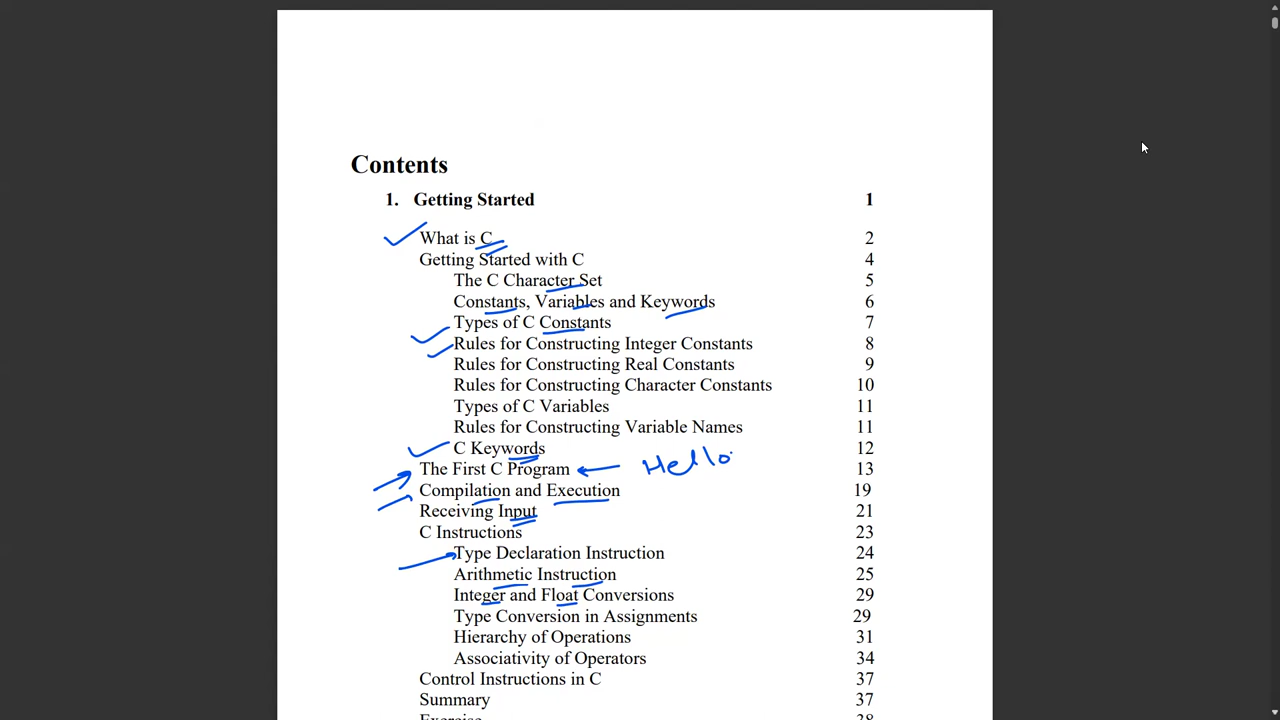 Contents
1. Getting Started 1
What is C 2
Getting Started with C 4
The C Character Set 5
Constants, Variables and Keywords 6
Types of C Constants 7
Rules for Constructing Integer Constants 8
Rules for Constructing Real Constants 9
Rules for Constructing Character Constants 10
Types of C Variables 11
Rules for Constructing Variable Names 11
C Keywords 12
The First C Program 13
Hello
Compilation and Execution 19
Receiving Input 21
C Instructions 23
Type Declaration Instruction 24
Arithmetic Instruction 25
Integer and Float Conversions 29
Type Conversion in Assignments 29
Hierarchy of Operations 31
Associativity of Operators 34
Control Instructions in C 37
Summary 37
Exercise 38